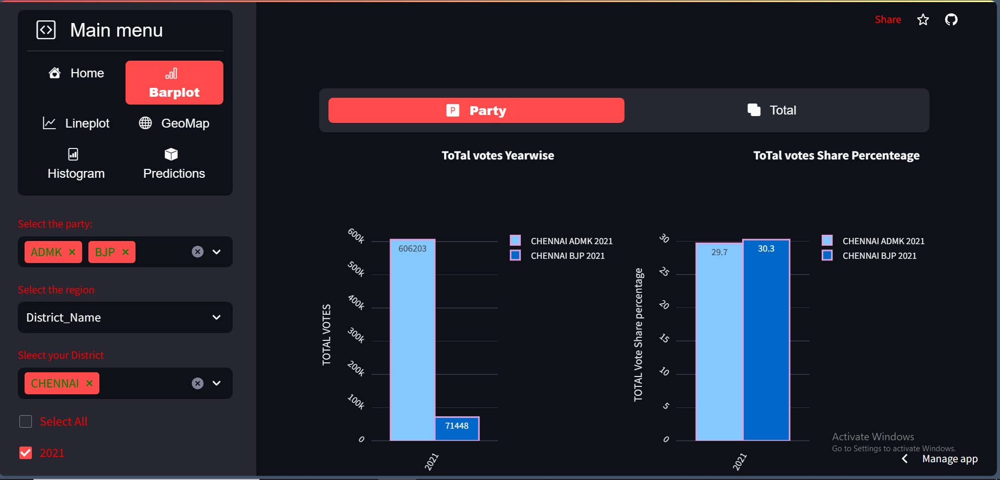 Main menu
Home
Barplot
Lineplot
GeoMap
Histogram
Predictions
Select the party:
ADMK ×
BJP ×
Select the region
District_Name
Sleect your District
CHENNAI ×
Select All
2021
Share
P Party
Total
ToTal votes Yearwise
600k
500k
400k
300k
200k
100k
0
TOTAL VOTES
606203
71448
2021
CHENNAI ADMK 2021
CHENNAI BJP 2021
ToTal votes Share Percenteage
30
25
20
15
10
5
0
TOTAL Vote Share percentage
29.7
30.3
2021
CHENNAI ADMK 2021
CHENNAI BJP 2021
Activate Windows
Go to Settings to activate Windows.
Manage app